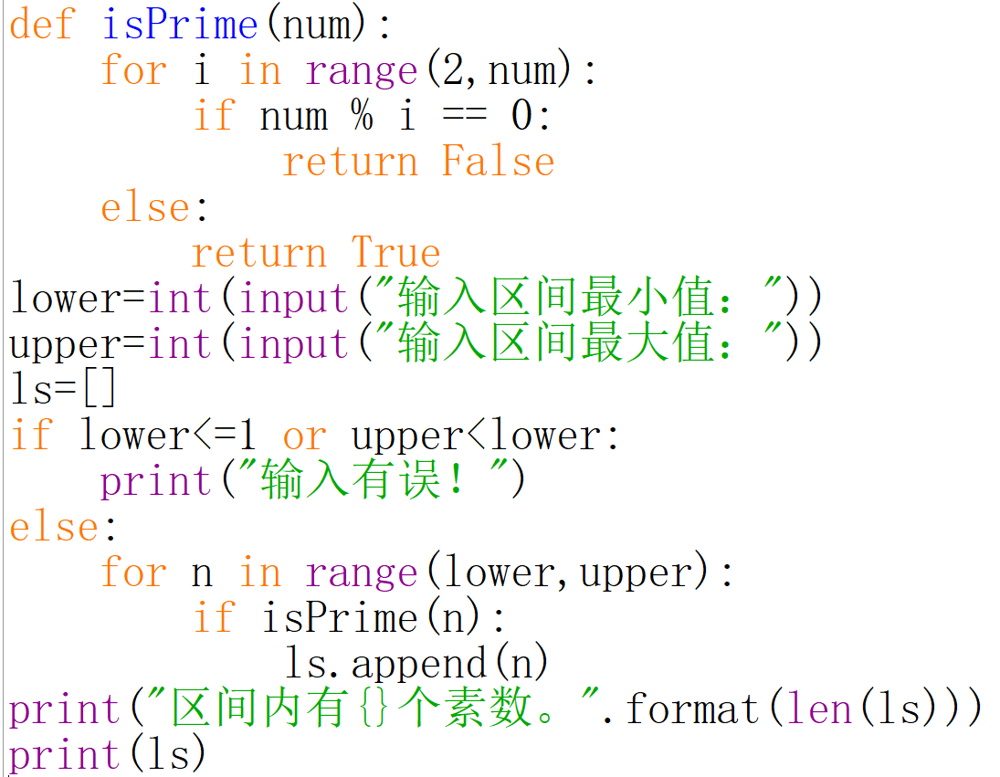 def isPrime(num):
    for i in range(2,num):
        if num % i == 0:
            return False
    else:
        return True
lower=int(input("输入区间最小值："))
upper=int(input("输入区间最大值："))
ls=[]
if lower<=1 or upper<lower:
    print("输入有误！")
else:
    for n in range(lower,upper):
        if isPrime(n):
            ls.append(n)
print("区间内有{}个素数。".format(len(ls)))
print(ls)